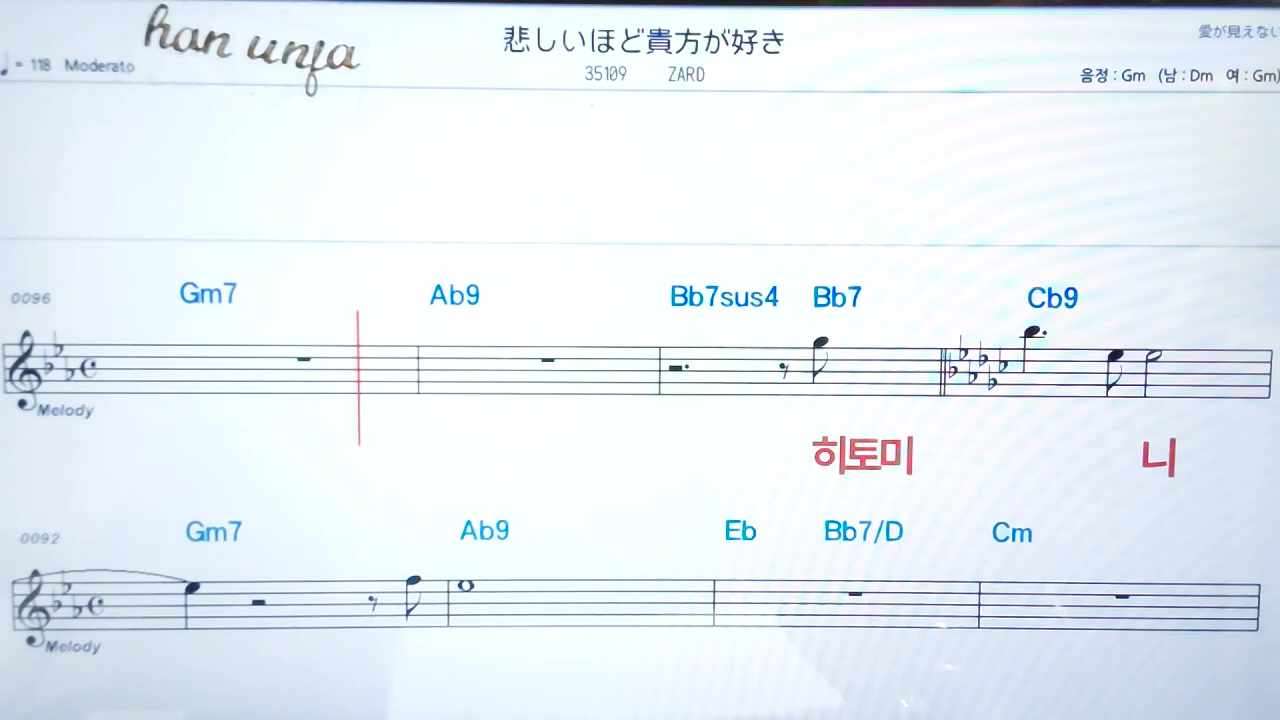 han unja
悲しいほど貴方が好き
愛が見えない
♩= 118 Moderato
35109 ZARD
음정 : Gm (남 : Dm 여 : Gm)
0096 Gm7 Ab9 Bb7sus4 Bb7 Cb9
Melody
히토미 니
0092 Gm7 Ab9 Eb Bb7/D Cm
Melody